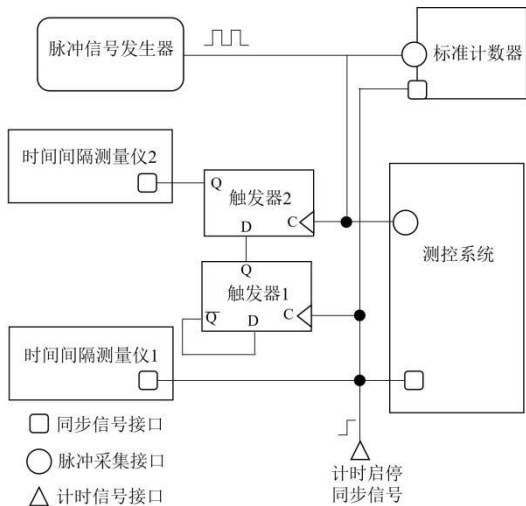 脉冲信号发生器
标准计数器
时间间隔测量仪2
Q
触发器2
C
D
测控系统
Q
触发器1
Q
D
C
时间间隔测量仪1
同步信号接口
脉冲采集接口
计时信号接口
计时启停
同步信号